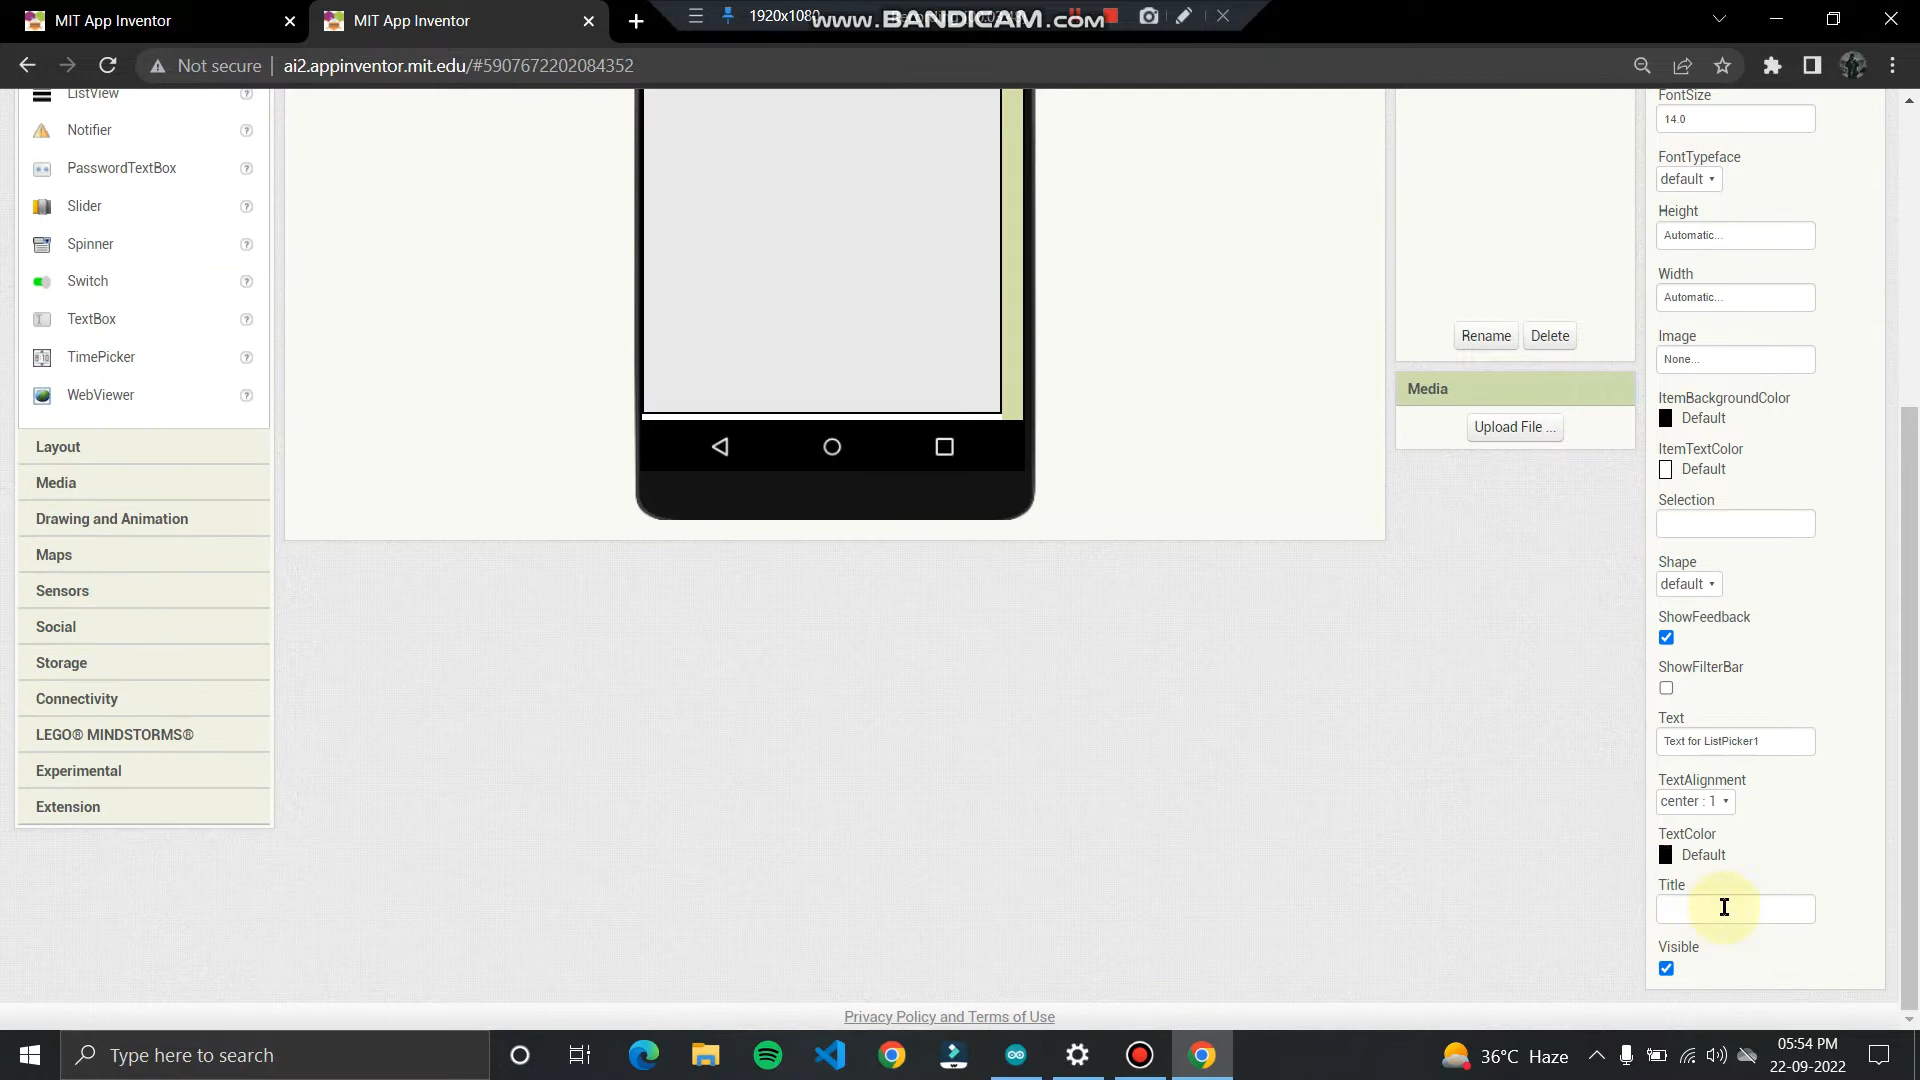 MIT App Inventor
MIT App Inventor
1920x1080
www.BANDICAM.com
Not secure
ai2.appinventor.mit.edu/#5907672202084352
ListView
Notifier
PasswordTextBox
Slider
Spinner
Switch
TextBox
TimePicker
WebViewer
Layout
Media
Drawing and Animation
Maps
Sensors
Social
Storage
Connectivity
LEGO® MINDSTORMS®
Experimental
Extension
Rename
Delete
Media
Upload File ...
FontSize
14.0
FontTypeface
default
Height
Automatic...
Width
Automatic...
Image
None...
ItemBackgroundColor
Default
ItemTextColor
Default
Selection
Shape
default
ShowFeedback
ShowFilterBar
Text
Text for ListPicker1
TextAlignment
center : 1
TextColor
Default
Title
Visible
Privacy Policy and Terms of Use
Type here to search
36°C Haze
05:54 PM
22-09-2022